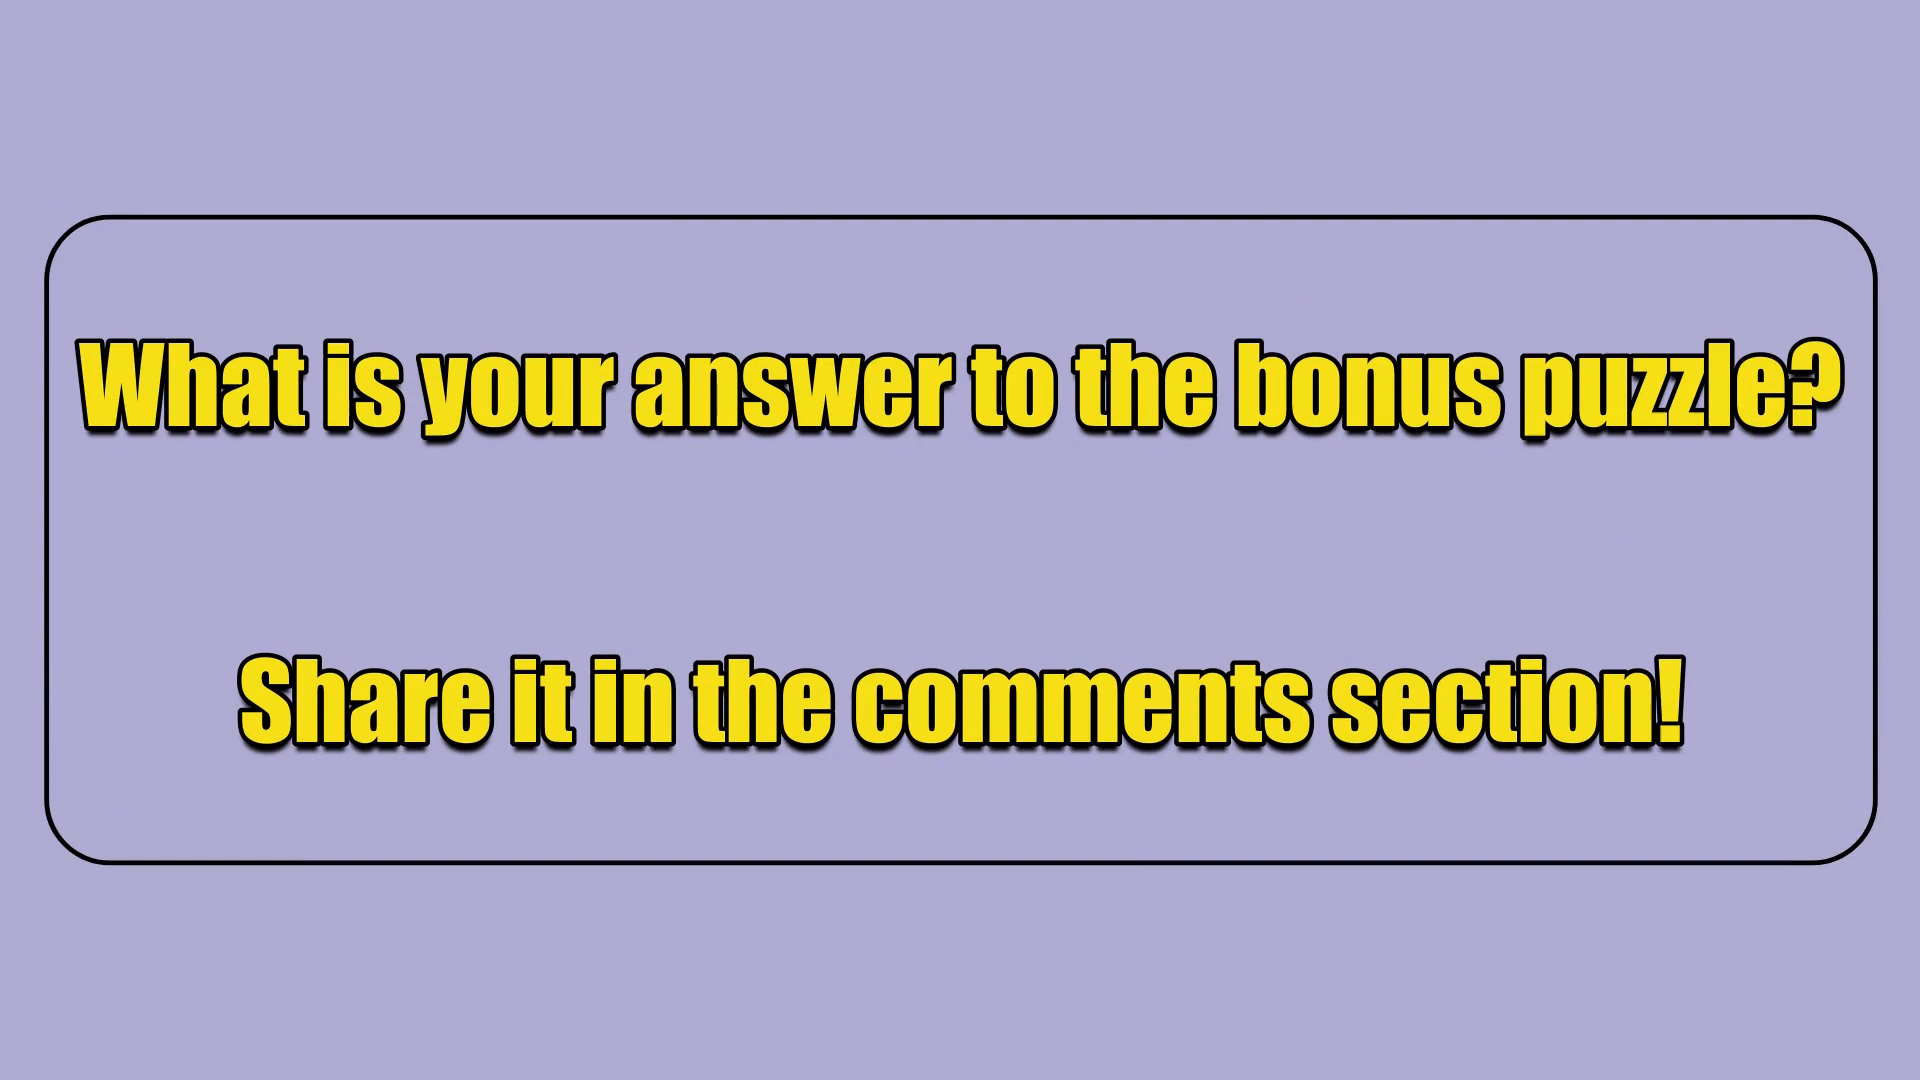 What is your answer to the bonus puzzle?
Share it in the comments section!